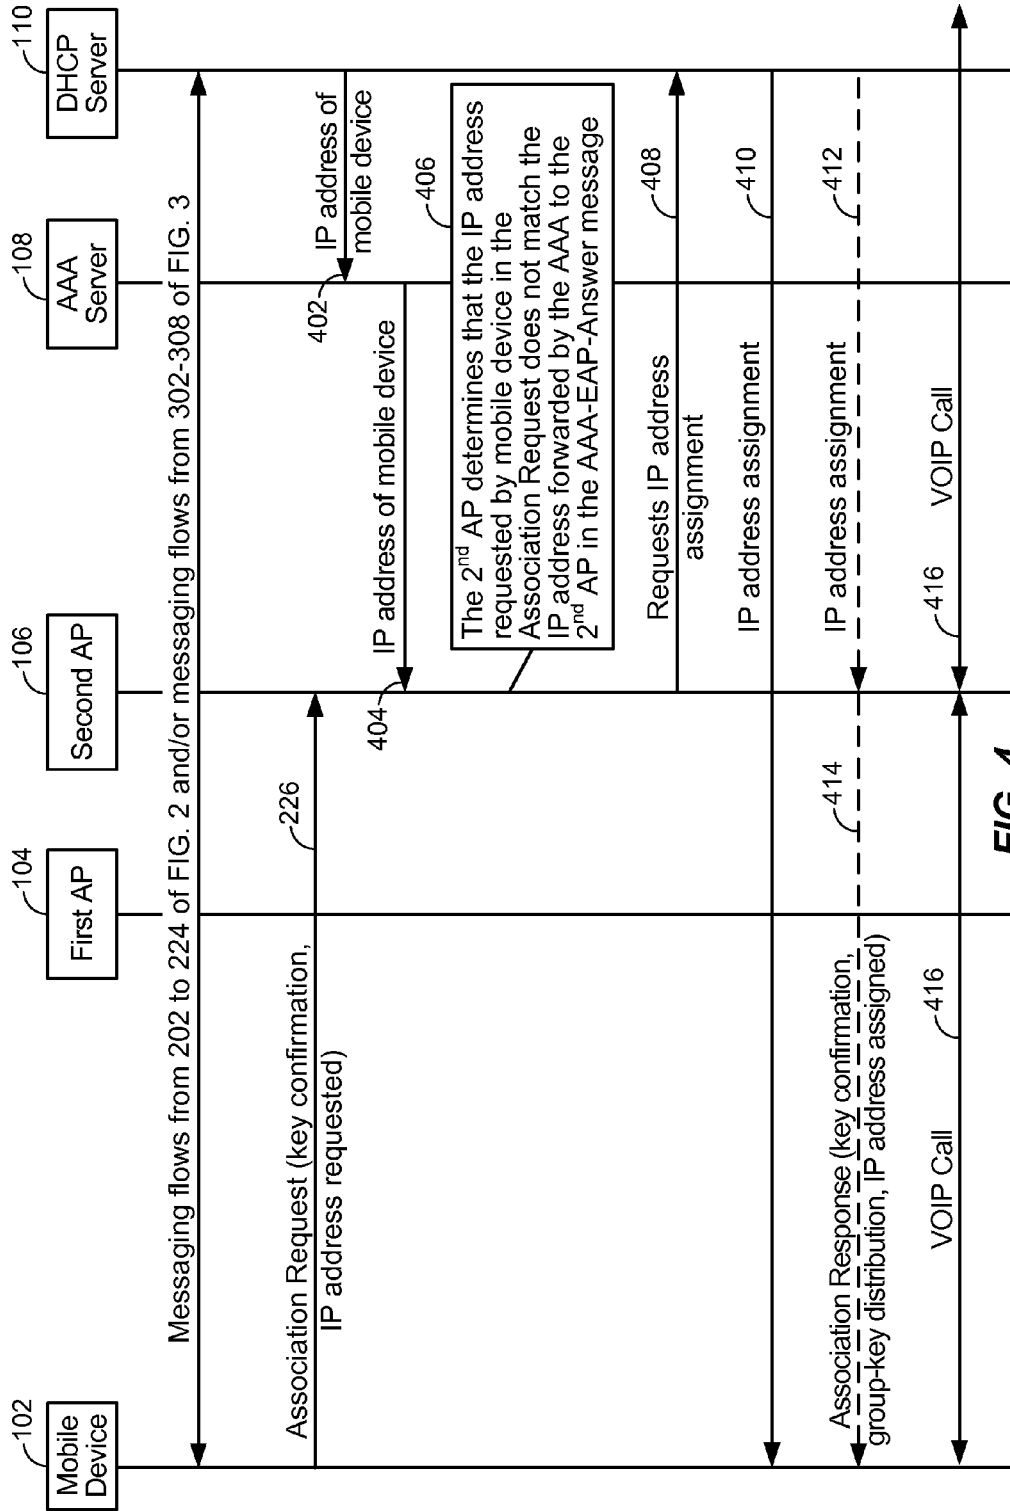 102
Mobile
Device
104
First AP
106
Second AP
108
AAA
Server
110
DHCP
Server
Messaging flows from 202 to 224 of FIG. 2 and/or messaging flows from 302-308 of FIG. 3
Association Request (key confirmation,
IP address requested)
226
IP address of
mobile device
402
IP address of mobile device
404
406
The 2nd AP determines that the IP address
requested by mobile device in the
Association Request does not match the
IP address forwarded by the AAA to the
2nd AP in the AAA-EAP-Answer message
Requests IP address
assignment
408
IP address assignment
410
IP address assignment
412
Association Response (key confirmation,
group-key distribution, IP address assigned)
414
VOIP Call
416
VOIP Call
416
FIG. 4